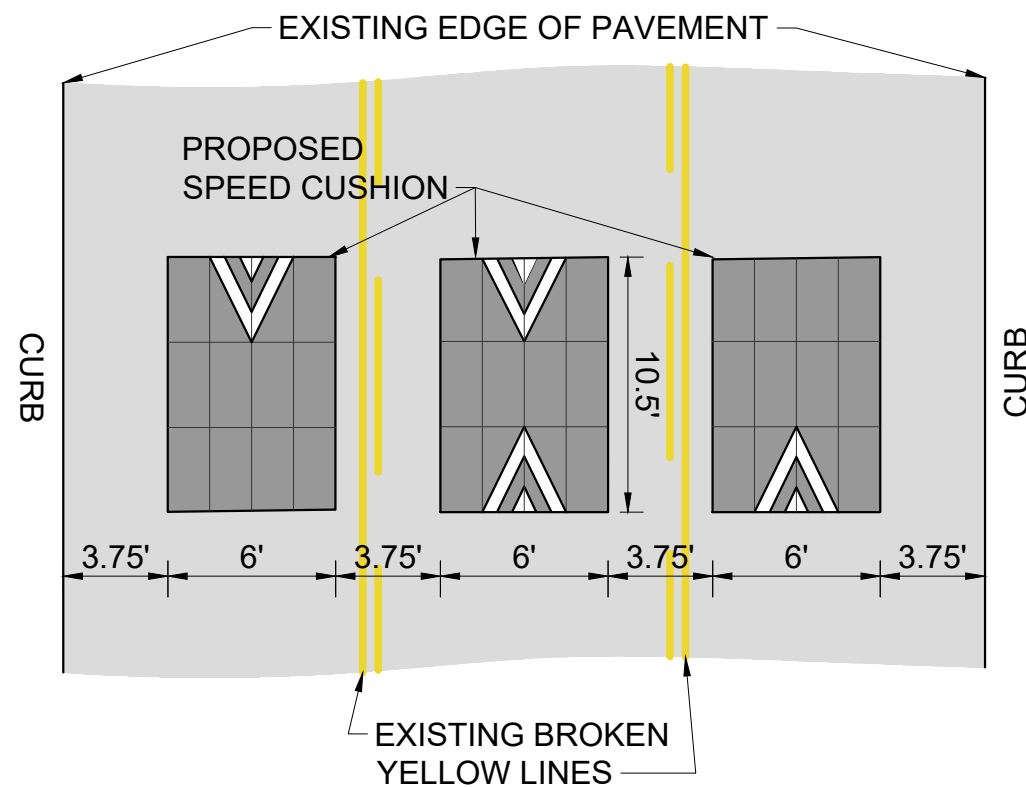 EXISTING EDGE OF PAVEMENT
PROPOSED
SPEED CUSHION
CURB
CURB
10.5'
3.75'
6'
3.75'
6'
3.75'
6'
3.75'
EXISTING BROKEN
YELLOW LINES